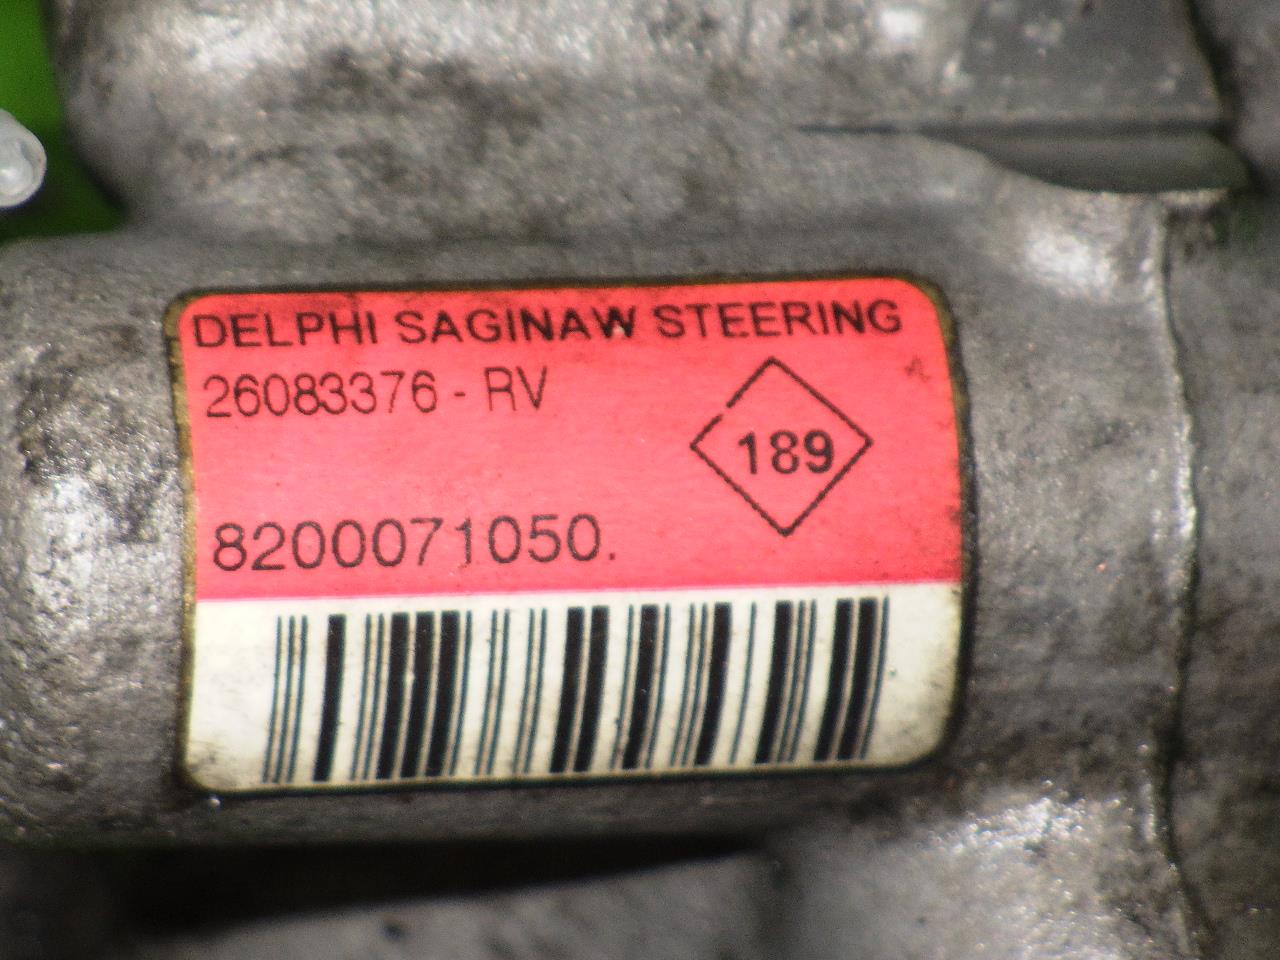 DELPHI SAGINAW STEERING
26083376 - RV
189
8200071050.